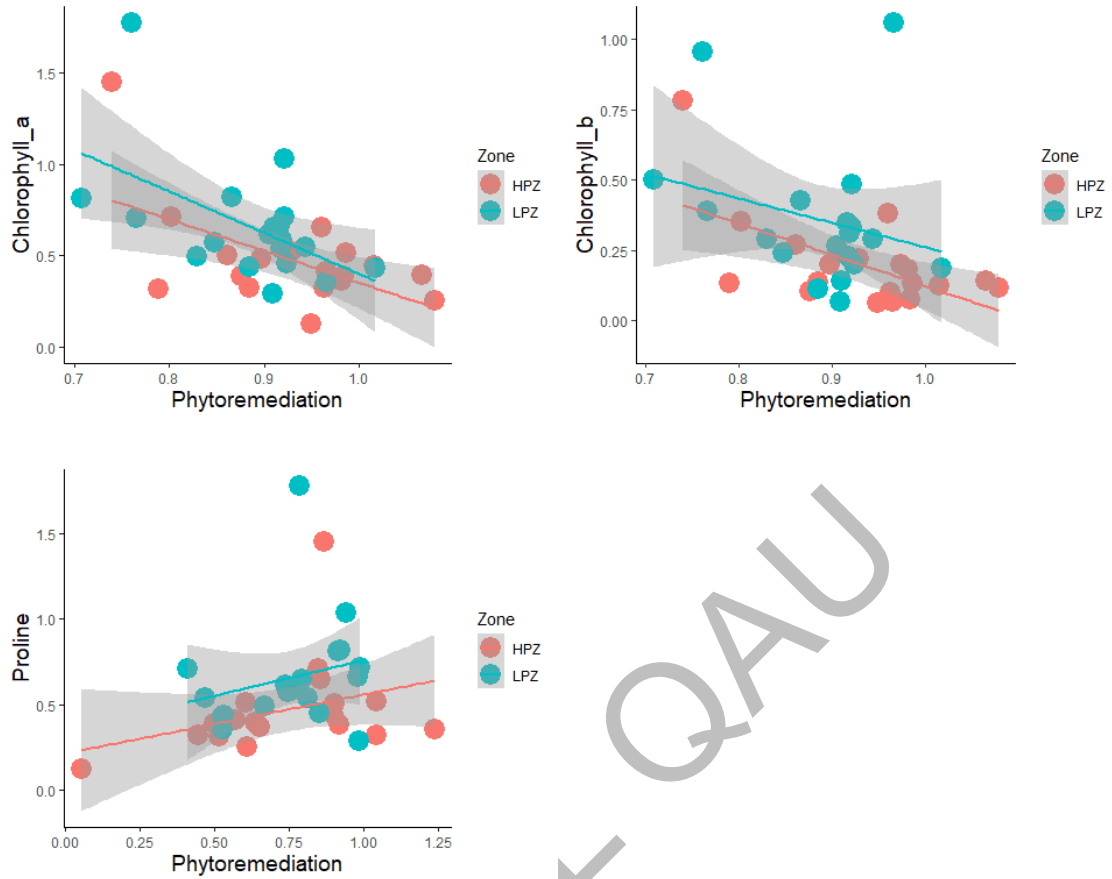 Chlorophyll_a
1.5
1.0
0.5
0.0
0.7 0.8 0.9 1.0
Phytoremediation
Zone
HPZ
LPZ
Chlorophyll_b
1.00
0.75
0.50
0.25
0.00
0.7 0.8 0.9 1.0
Phytoremediation
Zone
HPZ
LPZ
Proline
1.5
1.0
0.5
0.0
0.00 0.25 0.50 0.75 1.00 1.25
Phytoremediation
Zone
HPZ
LPZ
QAU